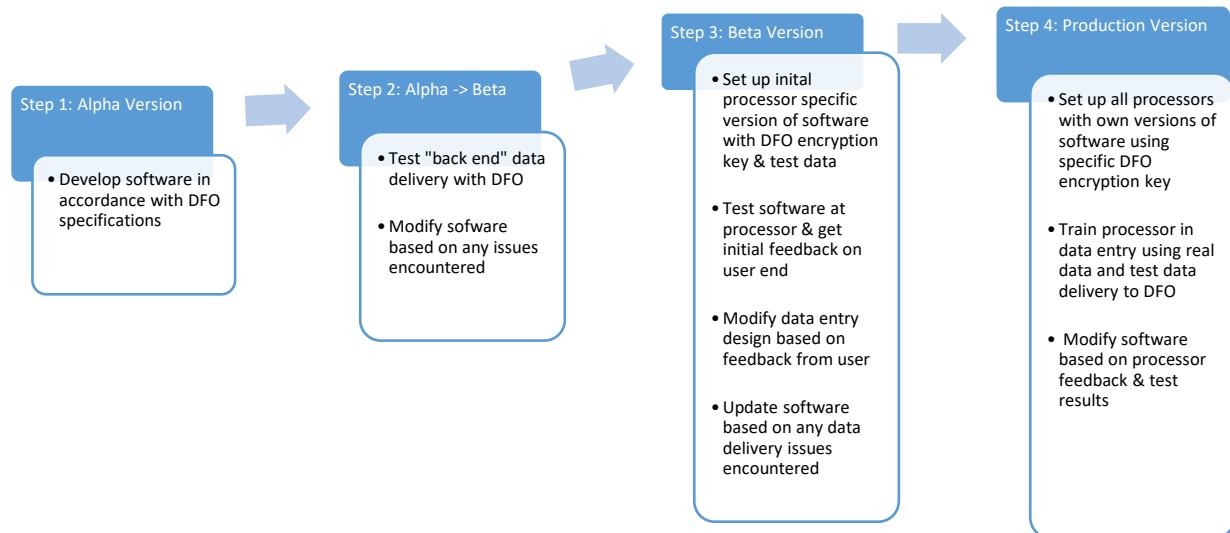 Step 1: Alpha Version
• Develop software in
accordance with DFO
specifications
Step 2: Alpha -> Beta
• Test "back end" data
delivery with DFO
• Modify sofware
based on any issues
encountered
Step 3: Beta Version
• Set up inital
processor specific
version of software
with DFO encryption
key & test data
• Test software at
processor & get
initial feedback on
user end
• Modify data entry
design based on
feedback from user
• Update software
based on any data
delivery issues
encountered
Step 4: Production Version
• Set up all processors
with own versions of
software using
specific DFO
encryption key
• Train processor in
data entry using real
data and test data
delivery to DFO
• Modify software
based on processor
feedback & test
results